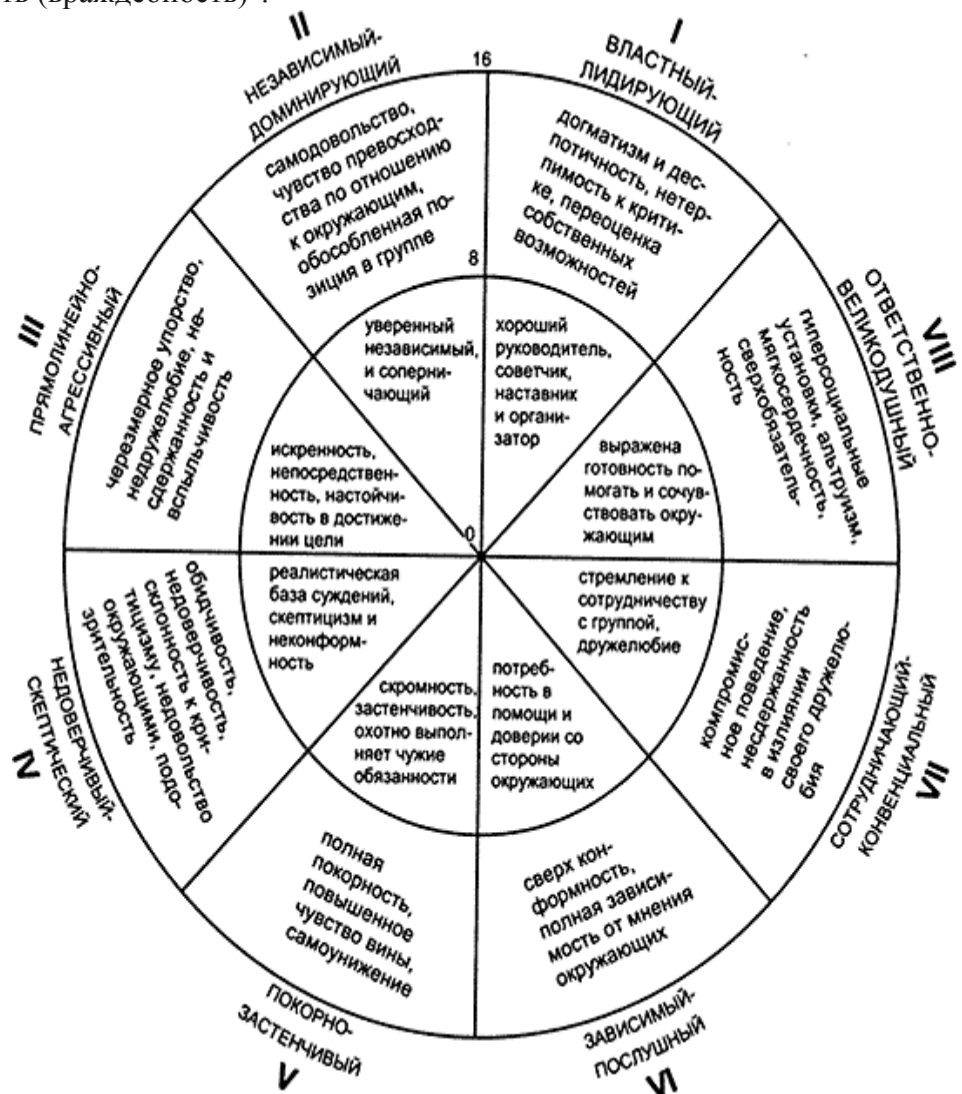 ть (враждебность)".
II
НЕЗАВИСИМЫЙ-
ДОМИНИРУЮЩИЙ
16
I
ВЛАСТНЫЙ-
ЛИДИРУЮЩИЙ
самодовольство,
чувство превосход-
ства по отношению
к окружающим,
обособленная по-
зиция в группе
догматизм и дес-
потичность, нетер-
пимость к крити-
ке, переоценка
собственных
возможностей
8
III
ПРЯМОЛИНЕЙНО-
АГРЕССИВНЫЙ
черезмерное упорство,
недружелюбие, не-
сдержанность и
вспыльчивость
уверенный
независимый,
и соперни-
чающий
хороший
руководитель,
советчик,
наставник
и органи-
затор
VIII
ОТВЕТСТВЕННО-
ВЕЛИКОДУШНЫЙ
гиперсоциальные
установки, альтруизм,
мягкосердечность,
сверхобязатель-
ность
искренность,
непосредствен-
ность, настойчи-
вость в достиже-
нии цели
выражена
готовность по-
могать и сочув-
ствовать окру-
жающим
0
реалистическая
база суждений,
скептицизм и
неконформ-
ность
стремление к
сотрудничеству
с группой,
дружелюбие
обидчивость,
недоверчивость,
склонность к кри-
тицизму, недовольство
окружающими, подо-
зрительность
НЕДОВЕРЧИВЫЙ-
СКЕПТИЧЕСКИЙ
IV
скромность,
застенчивость,
охотно выпол-
няет чужие
обязанности
потреб-
ность в
помощи и
доверии со
стороны
окружающих
компромис-
ное поведение,
несдержанность
в излиянии
своего дружелю-
бия
СОТРУДНИЧАЮЩИЙ-
КОНВЕНЦИАЛЬНЫЙ
VII
полная
покорность,
повышенное
чувство вины,
самоунижение
сверх кон-
формность,
полная зависи-
мость от мнения
окружающих
ПОКОРНО-
ЗАСТЕНЧИВЫЙ
V
ЗАВИСИМЫЙ-
ПОСЛУШНЫЙ
VI